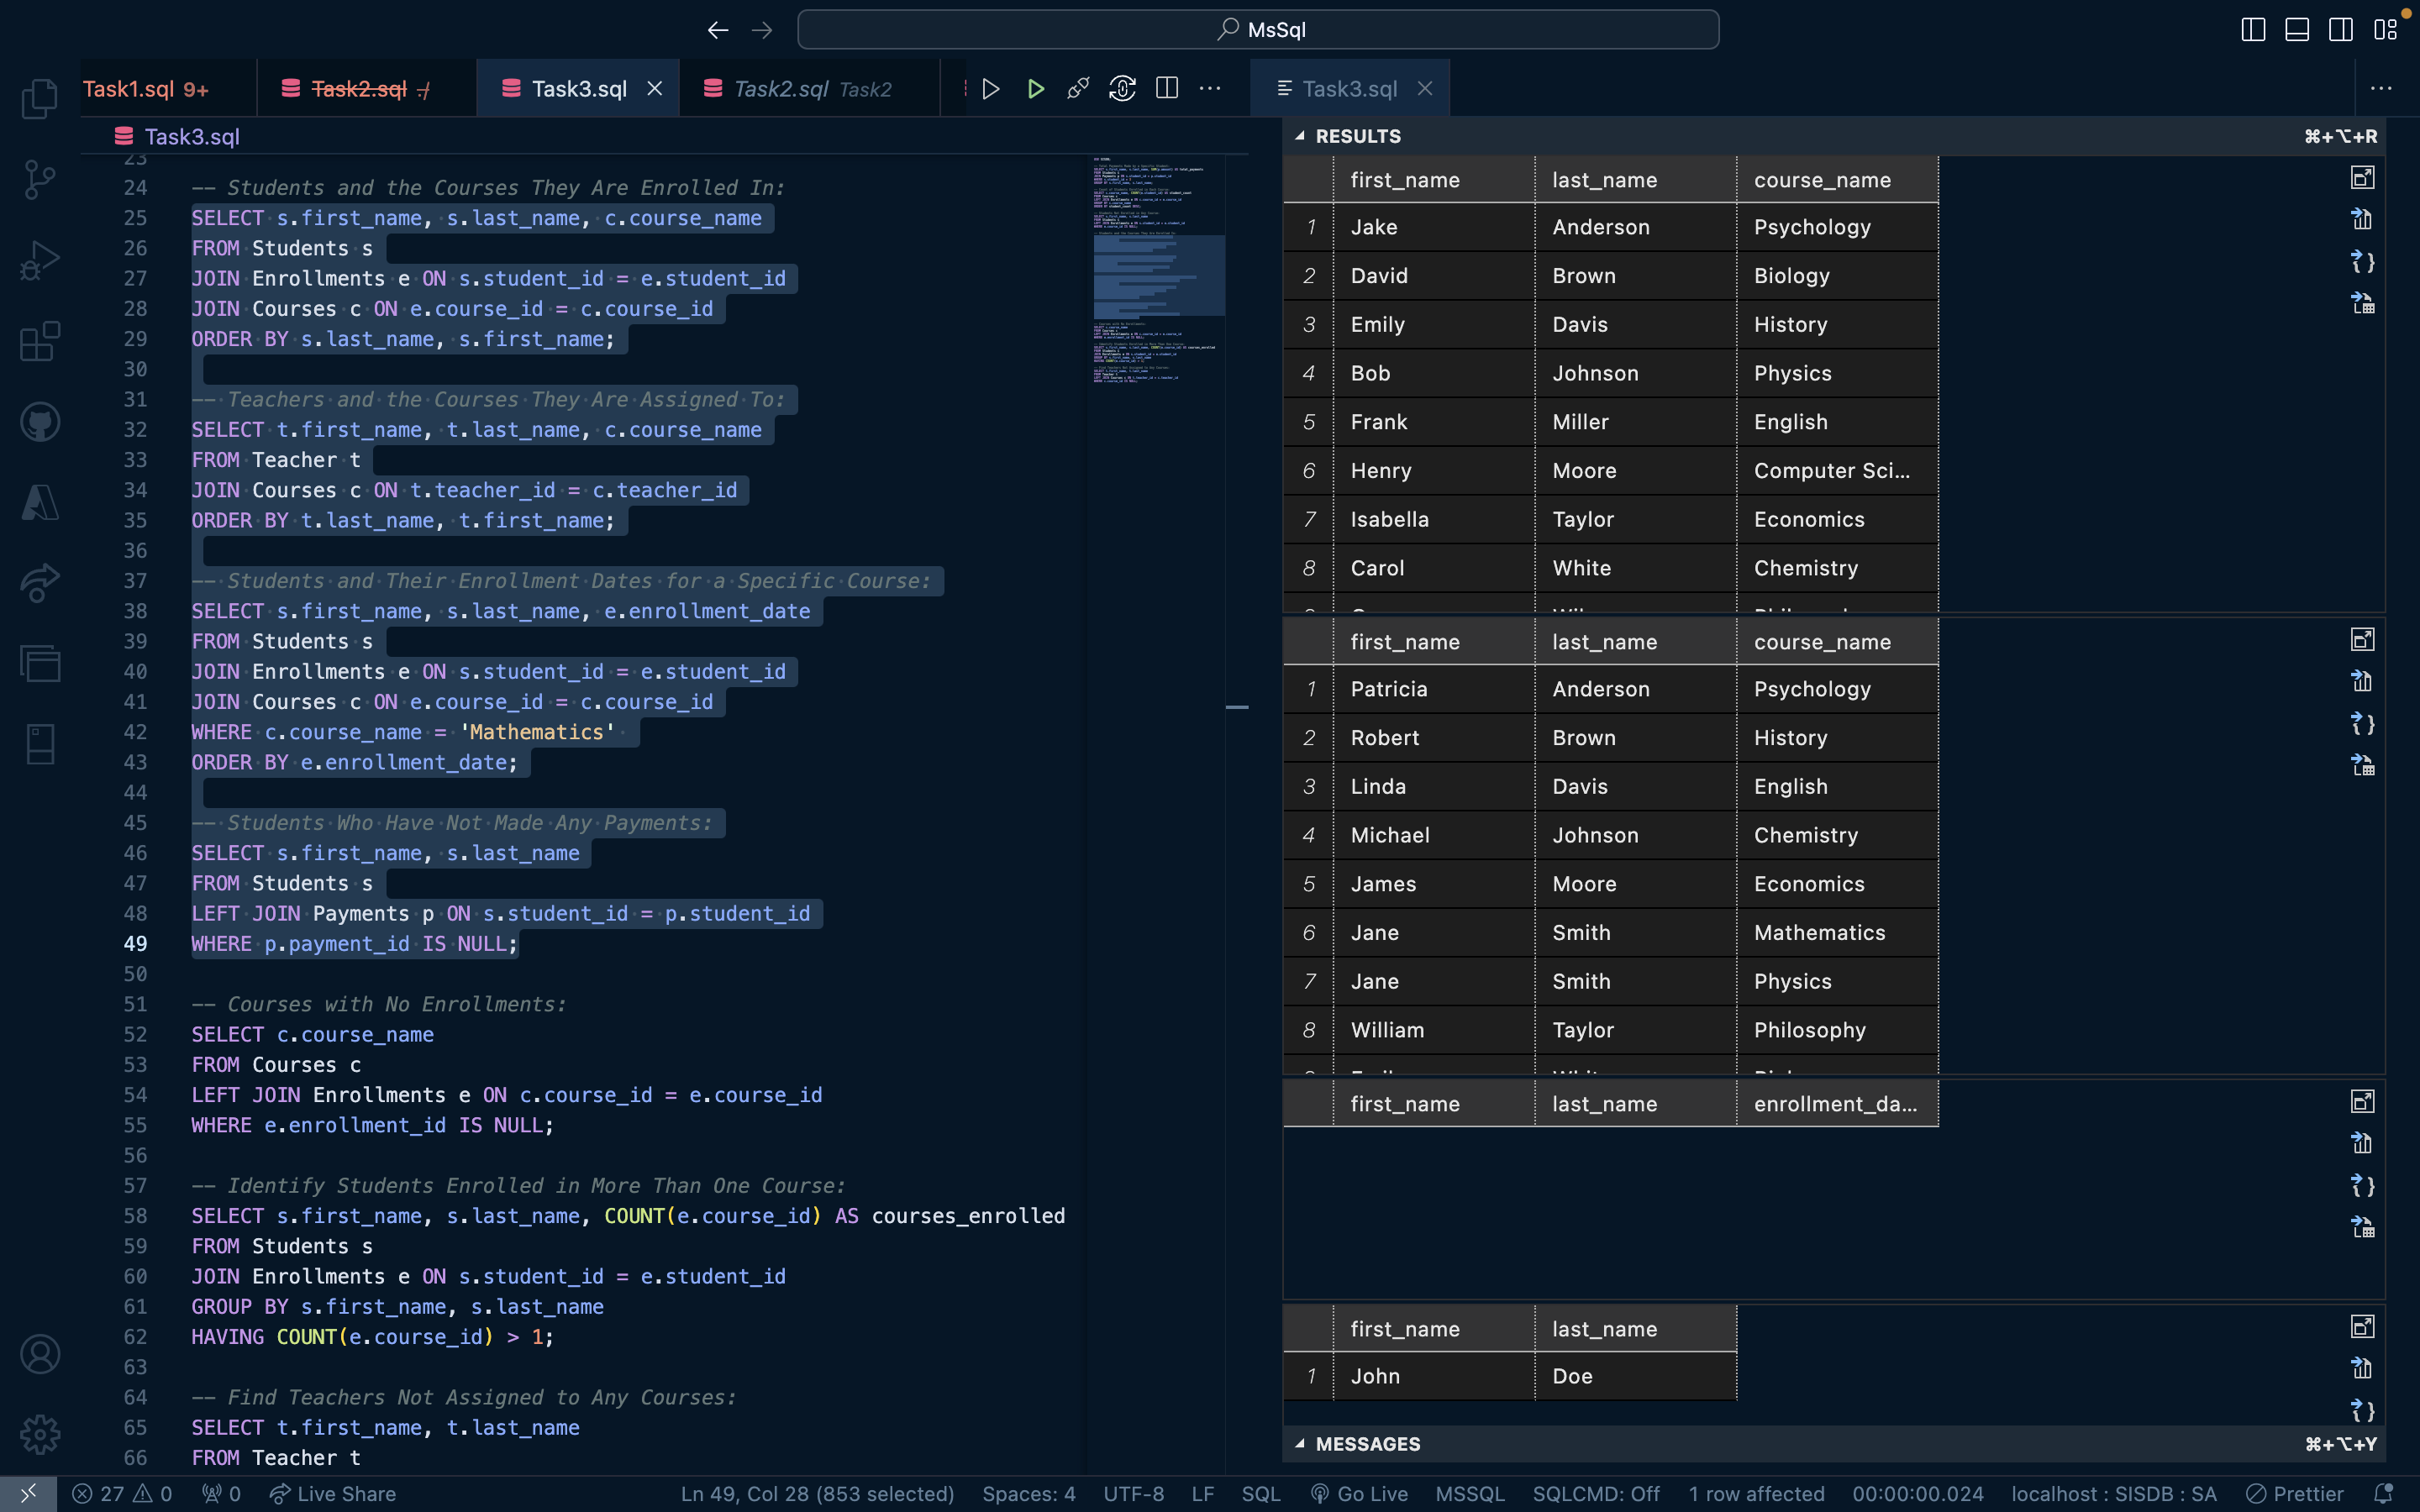 MsSql
Task1.sql 9+
Task2.sql
Task3.sql
Task2.sql Task2
Task3.sql
Task3.sql
23
24 -- Students and the Courses They Are Enrolled In:
25 SELECT s.first_name, s.last_name, c.course_name
26 FROM Students s
27 JOIN Enrollments e ON s.student_id = e.student_id
28 JOIN Courses c ON e.course_id = c.course_id
29 ORDER BY s.last_name, s.first_name;
30
31 -- Teachers and the Courses They Are Assigned To:
32 SELECT t.first_name, t.last_name, c.course_name
33 FROM Teacher t
34 JOIN Courses c ON t.teacher_id = c.teacher_id
35 ORDER BY t.last_name, t.first_name;
36
37 -- Students and Their Enrollment Dates for a Specific Course:
38 SELECT s.first_name, s.last_name, e.enrollment_date
39 FROM Students s
40 JOIN Enrollments e ON s.student_id = e.student_id
41 JOIN Courses c ON e.course_id = c.course_id
42 WHERE c.course_name = 'Mathematics'
43 ORDER BY e.enrollment_date;
44
45 -- Students Who Have Not Made Any Payments:
46 SELECT s.first_name, s.last_name
47 FROM Students s
48 LEFT JOIN Payments p ON s.student_id = p.student_id
49 WHERE p.payment_id IS NULL;
50
51 -- Courses with No Enrollments:
52 SELECT c.course_name
53 FROM Courses c
54 LEFT JOIN Enrollments e ON c.course_id = e.course_id
55 WHERE e.enrollment_id IS NULL;
56
57 -- Identify Students Enrolled in More Than One Course:
58 SELECT s.first_name, s.last_name, COUNT(e.course_id) AS courses_enrolled
59 FROM Students s
60 JOIN Enrollments e ON s.student_id = e.student_id
61 GROUP BY s.first_name, s.last_name
62 HAVING COUNT(e.course_id) > 1;
63
64 -- Find Teachers Not Assigned to Any Courses:
65 SELECT t.first_name, t.last_name
66 FROM Teacher t
RESULTS ⌘+⌥+R
first_name last_name course_name
1 Jake Anderson Psychology
2 David Brown Biology
3 Emily Davis History
4 Bob Johnson Physics
5 Frank Miller English
6 Henry Moore Computer Sci...
7 Isabella Taylor Economics
8 Carol White Chemistry
first_name last_name course_name
1 Patricia Anderson Psychology
2 Robert Brown History
3 Linda Davis English
4 Michael Johnson Chemistry
5 James Moore Economics
6 Jane Smith Mathematics
7 Jane Smith Physics
8 William Taylor Philosophy
first_name last_name enrollment_da...
first_name last_name
1 John Doe
MESSAGES ⌘+⌥+Y
27 0 0 Live Share Ln 49, Col 28 (853 selected) Spaces: 4 UTF-8 LF SQL Go Live MSSQL SQLCMD: Off 1 row affected 00:00:00.024 localhost : SISDB : SA Prettier